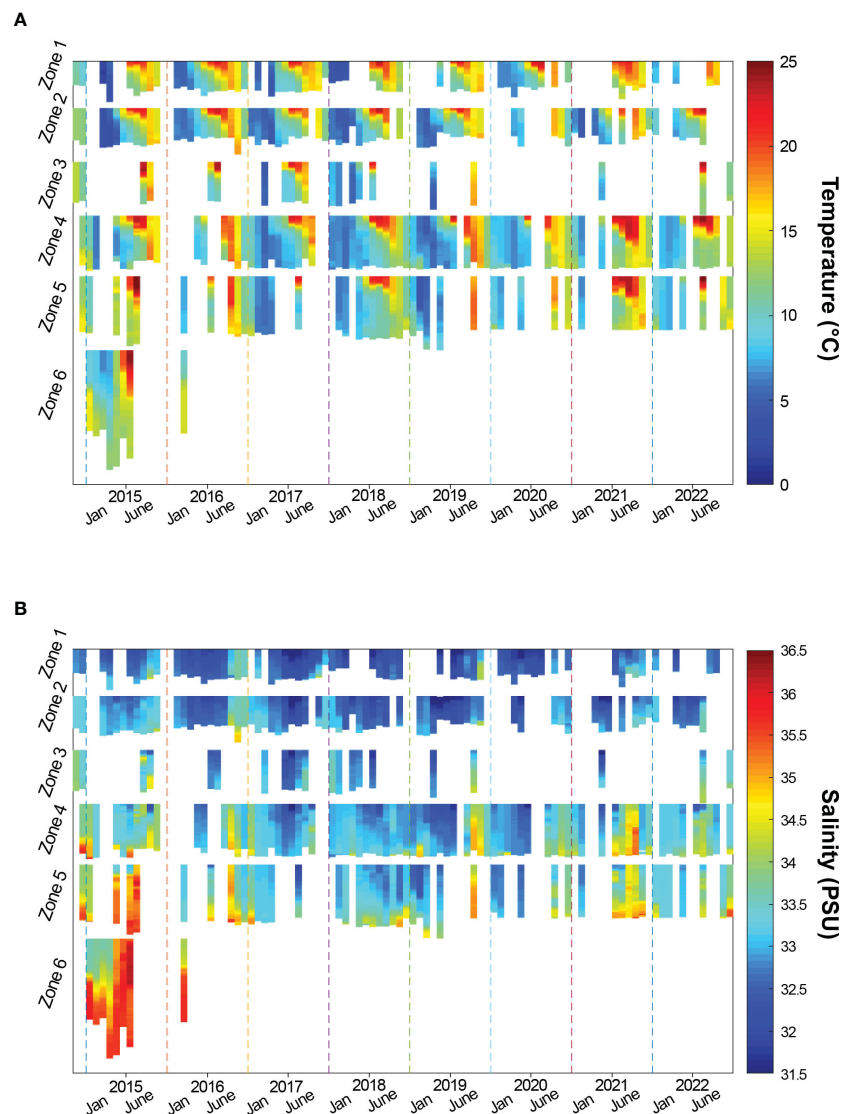 A
Zone 1
Zone 2
Zone 3
Zone 4
Zone 5
Zone 6
2015 2016 2017 2018 2019 2020 2021 2022
Jan June Jan June Jan June Jan June Jan June Jan June Jan June Jan June
25
20
15
10
5
0
Temperature (°C)
B
Zone 1
Zone 2
Zone 3
Zone 4
Zone 5
Zone 6
2015 2016 2017 2018 2019 2020 2021 2022
Jan June Jan June Jan June Jan June Jan June Jan June Jan June Jan June
36.5
36
35.5
35
34.5
34
33.5
33
32.5
32
31.5
Salinity (PSU)